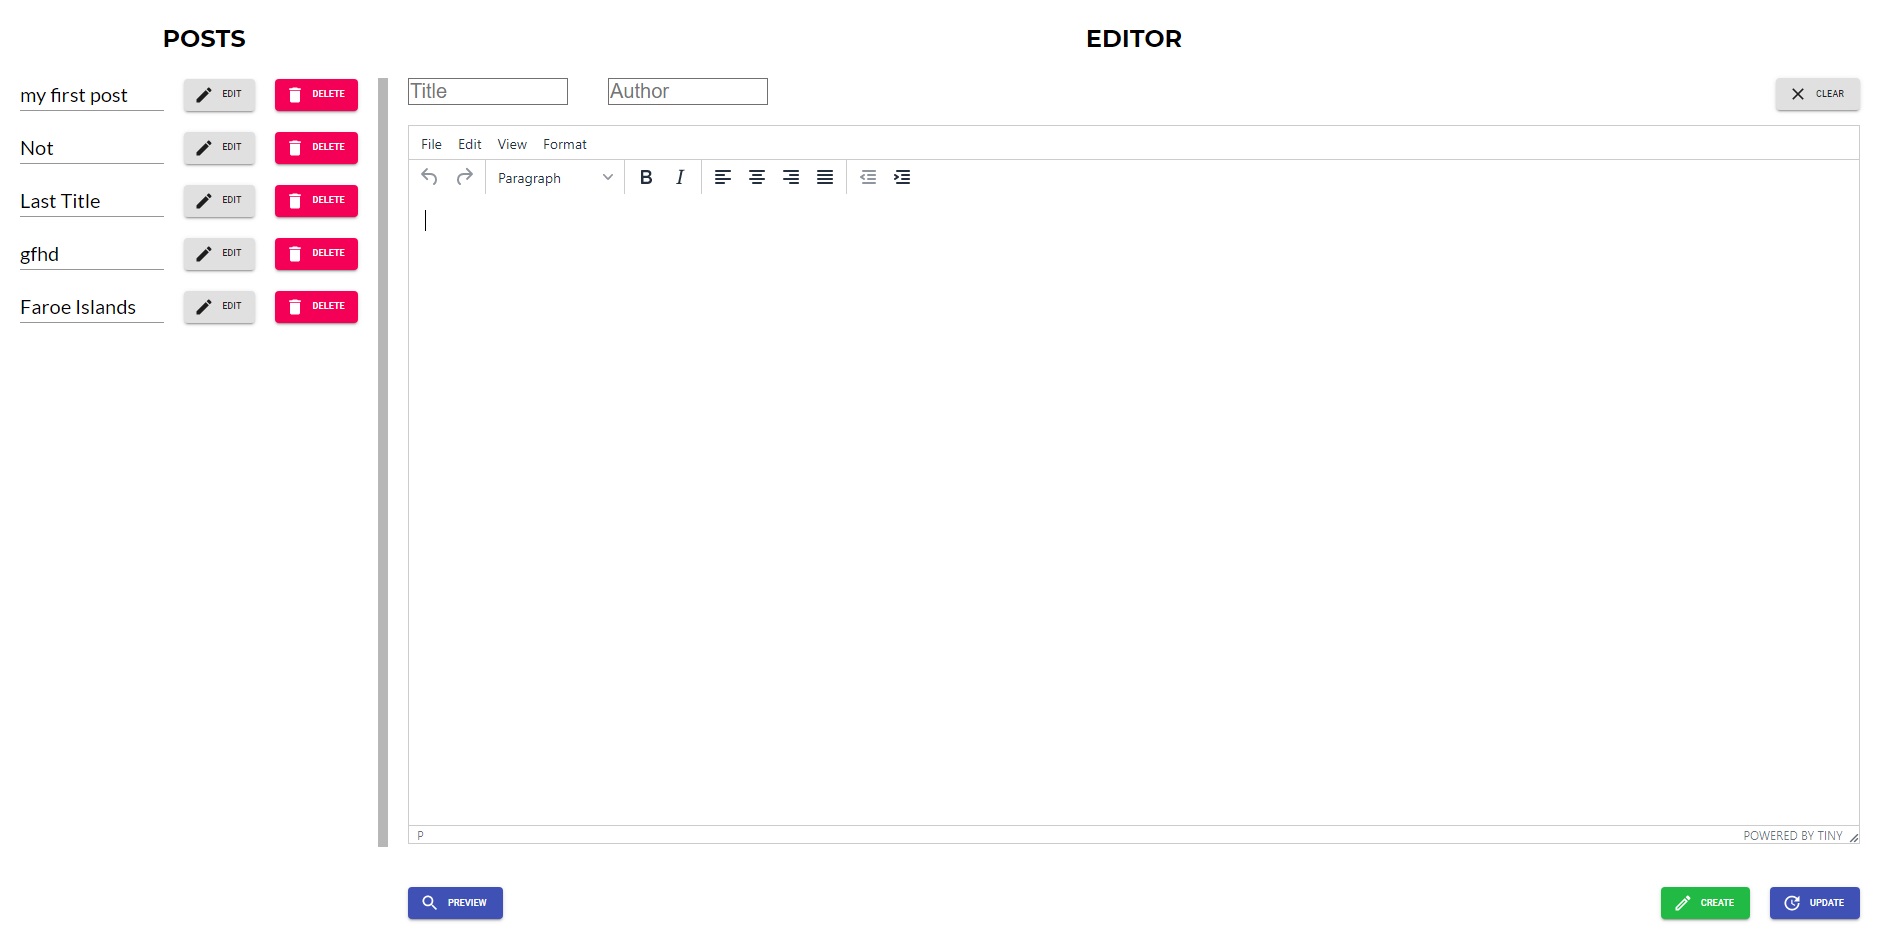 POSTS
my first post EDIT DELETE
Not EDIT DELETE
Last Title EDIT DELETE
gfhd EDIT DELETE
Faroe Islands EDIT DELETE
EDITOR
Title Author CLEAR
File Edit View Format
Paragraph B I
P POWERED BY TINY
PREVIEW CREATE UPDATE